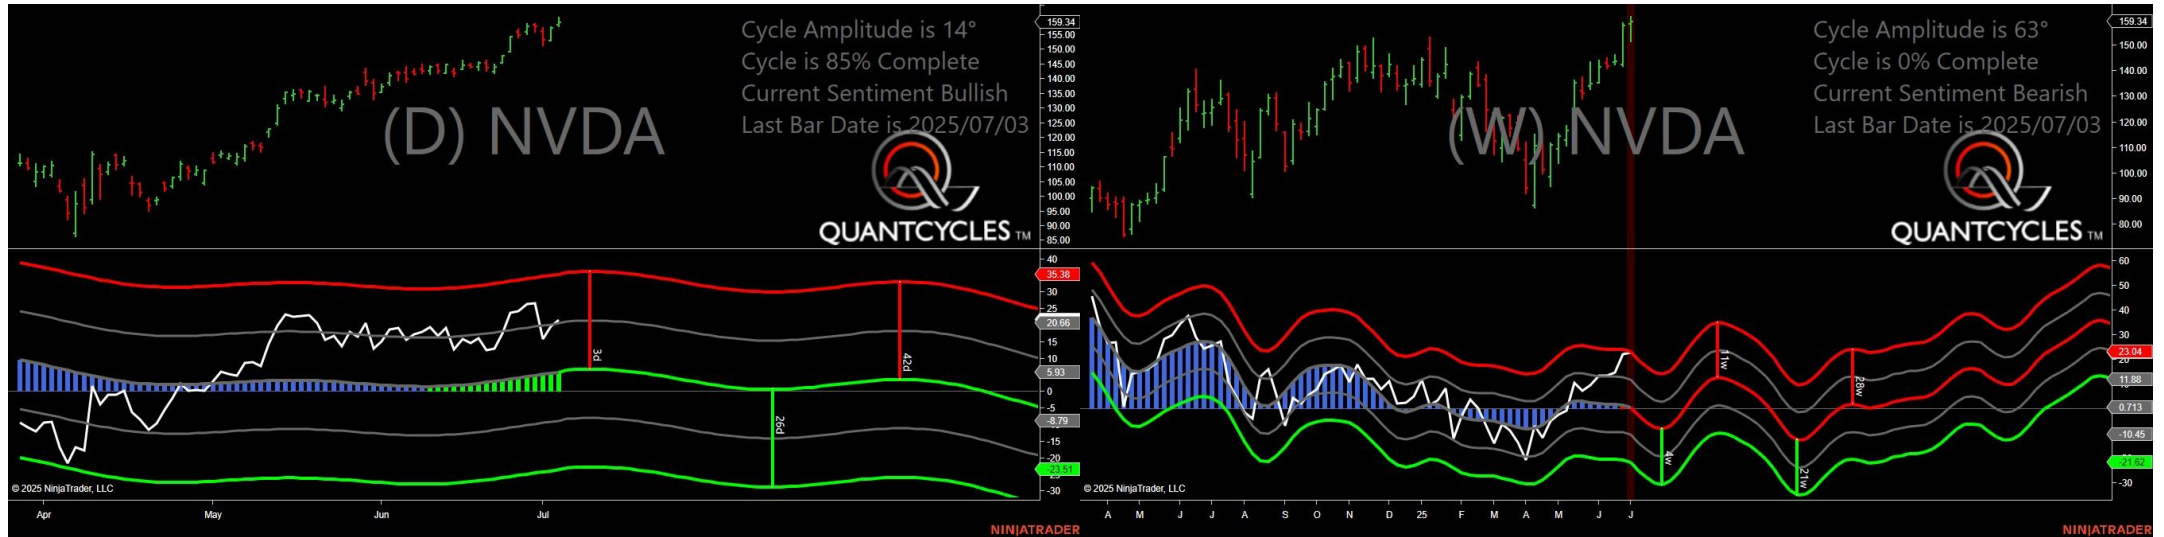 Cycle Amplitude is 14°
Cycle is 85% Complete
Current Sentiment Bullish
Last Bar Date is 2025/07/03
(D) NVDA
QUANTCYCLES TM
159.34
155.00
150.00
145.00
140.00
135.00
130.00
125.00
120.00
115.00
110.00
105.00
100.00
95.00
90.00
85.00
40
35.38
30
25
20.66
15
10
5.93
0
-5
-8.79
-15
-20
-23.51
-30
3d
26d
42d
© 2025 NinjaTrader, LLC
Apr May Jun Jul
NINJATRADER
Cycle Amplitude is 63°
Cycle is 0% Complete
Current Sentiment Bearish
Last Bar Date is 2025/07/03
(W) NVDA
QUANTCYCLES TM
159.34
150.00
140.00
130.00
120.00
110.00
100.00
90.00
80.00
60
50
40
30
23.04
11.88
0.713
-10.45
-21.62
-30
4w
11w
21w
28w
© 2025 NinjaTrader, LLC
A M J J A S O N D 25 F M A M J J
NINJATRADER